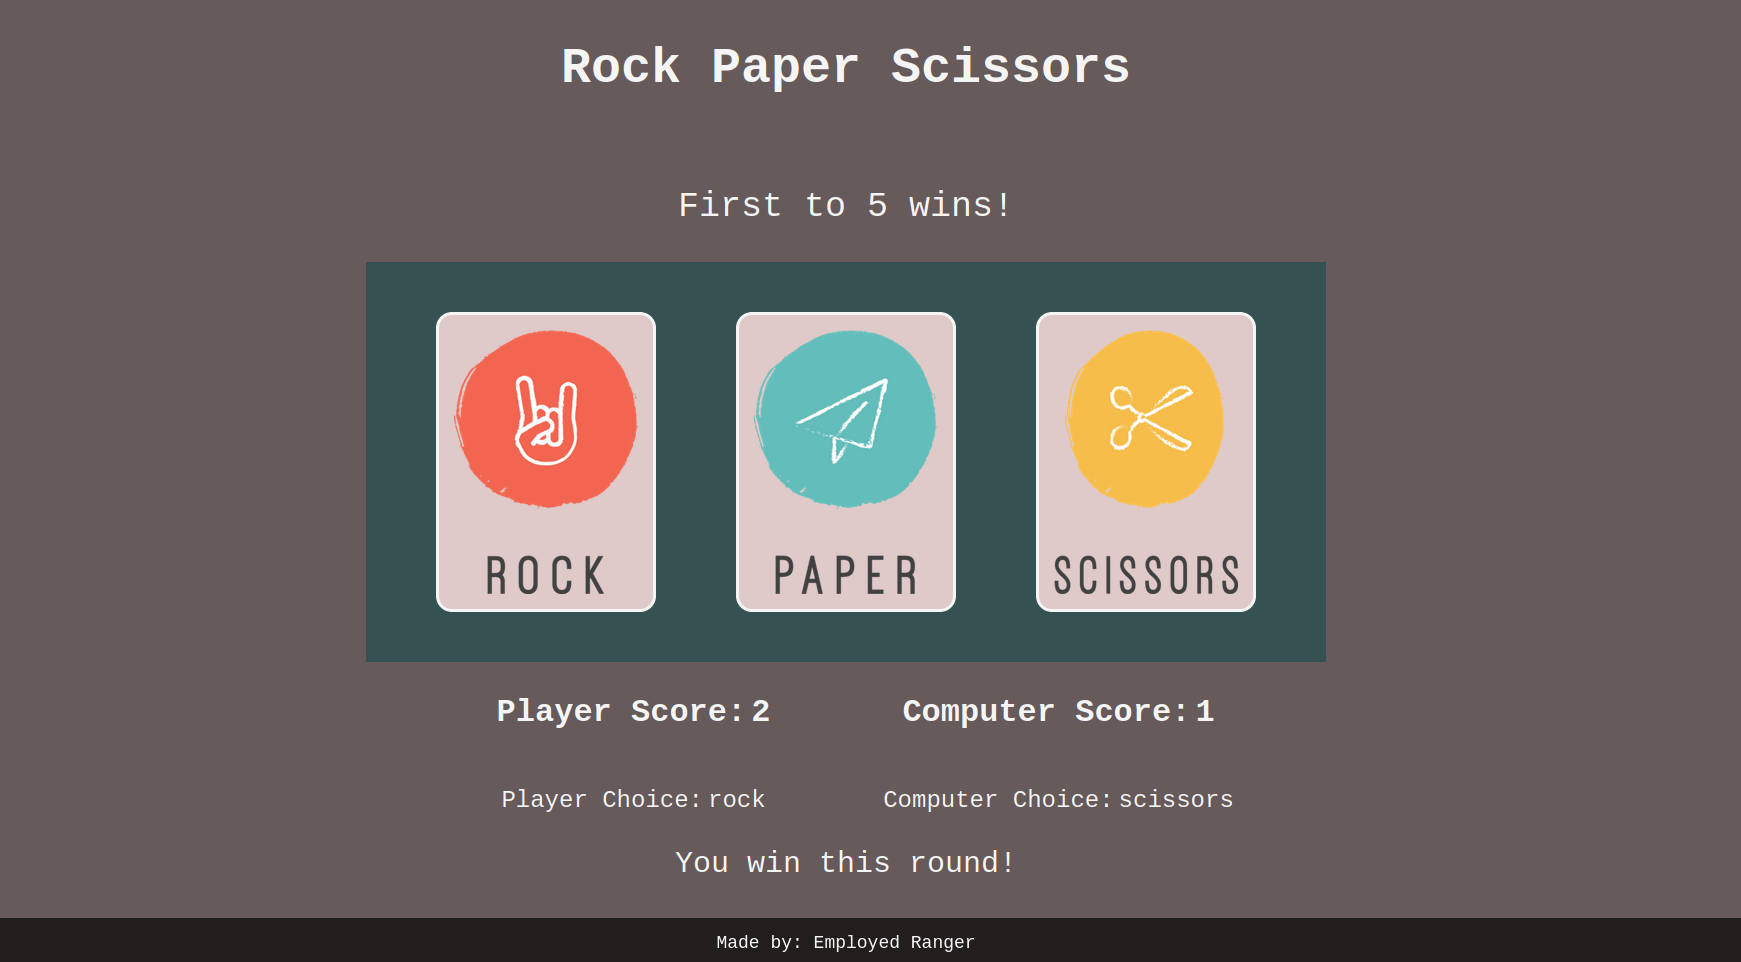 Rock Paper Scissors
First to 5 wins!
ROCK PAPER SCISSORS
Player Score: 2 Computer Score: 1
Player Choice: rock Computer Choice: scissors
You win this round!
Made by: Employed Ranger